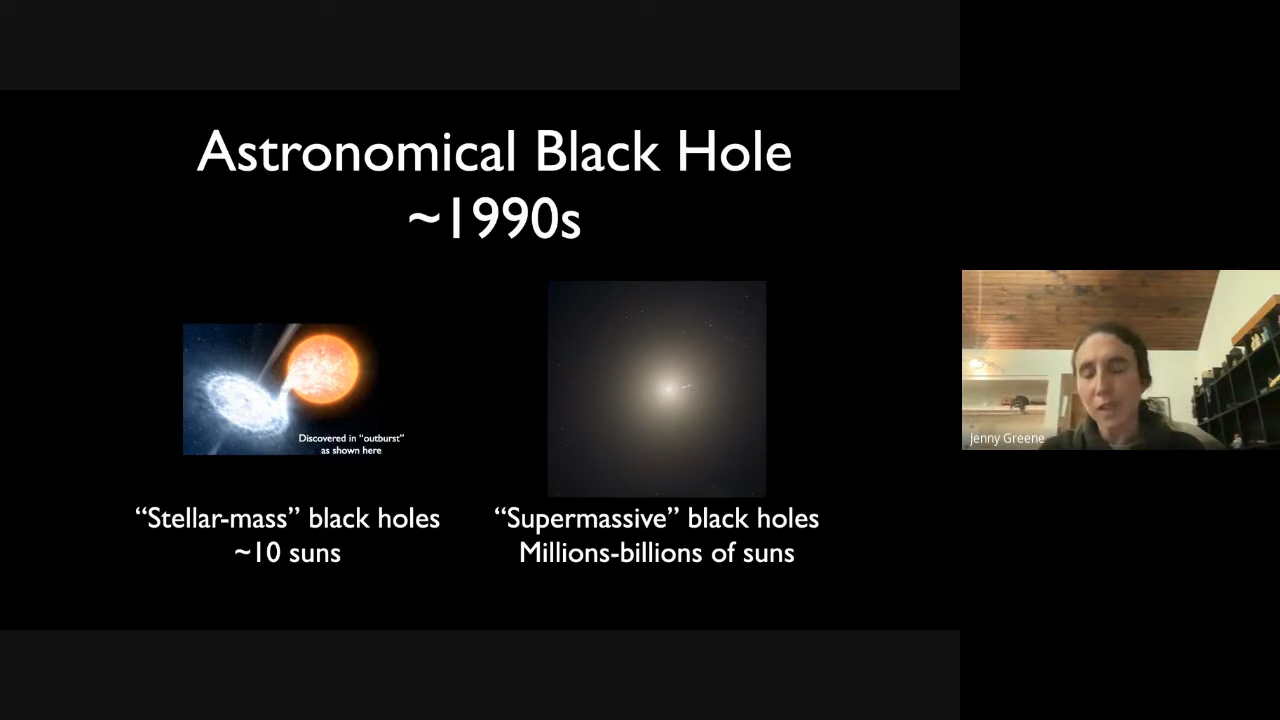 Astronomical Black Hole
~1990s
Discovered in “outburst”
as shown here
“Stellar-mass” black holes
~10 suns
“Supermassive” black holes
Millions-billions of suns
Jenny Greene